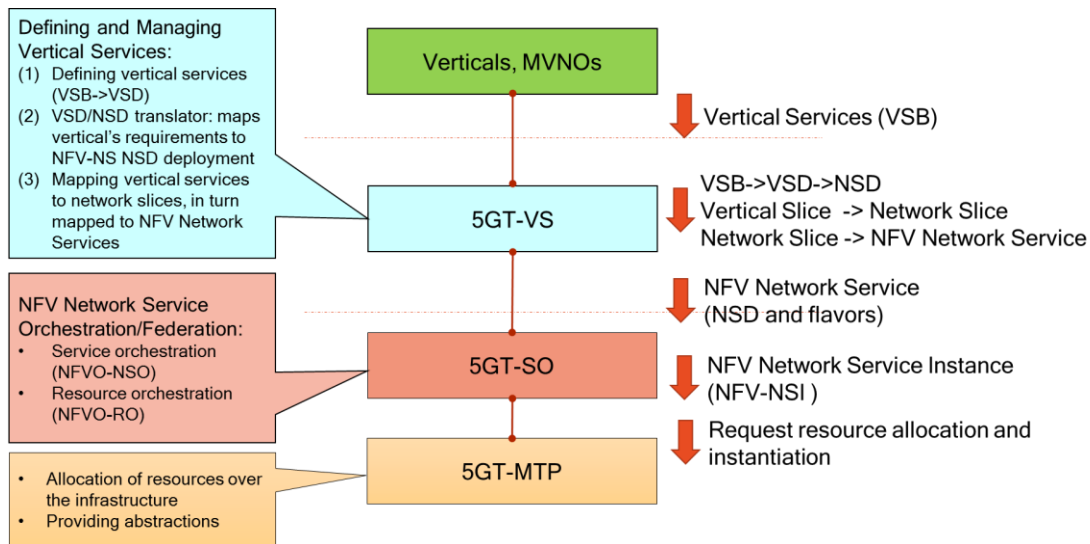 Defining and Managing
Vertical Services:
(1) Defining vertical services
(VSB->VSD)
(2) VSD/NSD translator: maps
vertical's requirements to
NFV-NS NSD deployment
(3) Mapping vertical services
to network slices, in turn
mapped to NFV Network
Services
NFV Network Service
Orchestration/Federation:
• Service orchestration
(NFVO-NSO)
• Resource orchestration
(NFVO-RO)
• Allocation of resources over
the infrastructure
• Providing abstractions
Verticals, MVNOs
5GT-VS
5GT-SO
5GT-MTP
Vertical Services (VSB)
VSB->VSD->NSD
Vertical Slice -> Network Slice
Network Slice -> NFV Network Service
NFV Network Service
(NSD and flavors)
NFV Network Service Instance
(NFV-NSI )
Request resource allocation and
instantiation